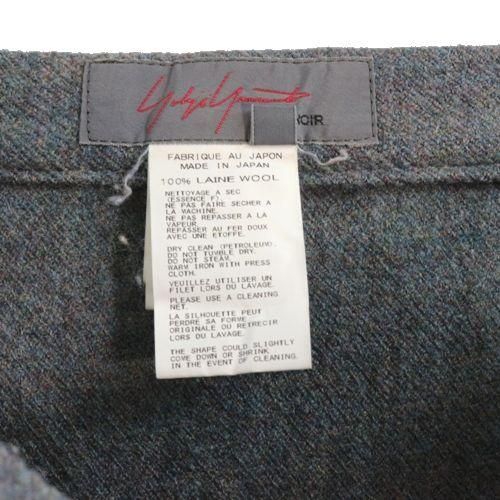 Yohji Yamamoto
NOIR
FABRIQUE AU JAPON
MADE IN JAPAN
100% LAINE WOOL
NETTOYAGE A SEC
(ESSENCE F).
NE PAS FAIRE SECHER A
LA MACHINE.
NE PAS REPASSER A LA
VAPEUR.
REPASSER AU FER DOUX
AVEC UNE ETOFFE.
DRY CLEAN (PETROLEUM).
DO NOT TUMBLE DRY.
DO NOT STEAM.
WARM IRON WITH PRESS
CLOTH.
VEUILLEZ UTILISER UN
FILET LORS DU LAVAGE.
PLEASE USE A CLEANING
NET.
LA SILHOUETTE PEUT
PERDRE SA FORME
ORIGINALE OU RETRECIR
LORS DU LAVAGE.
THE SHAPE COULD SLIGHTLY
COME DOWN OR SHRINK
IN THE EVENT OF CLEANING.